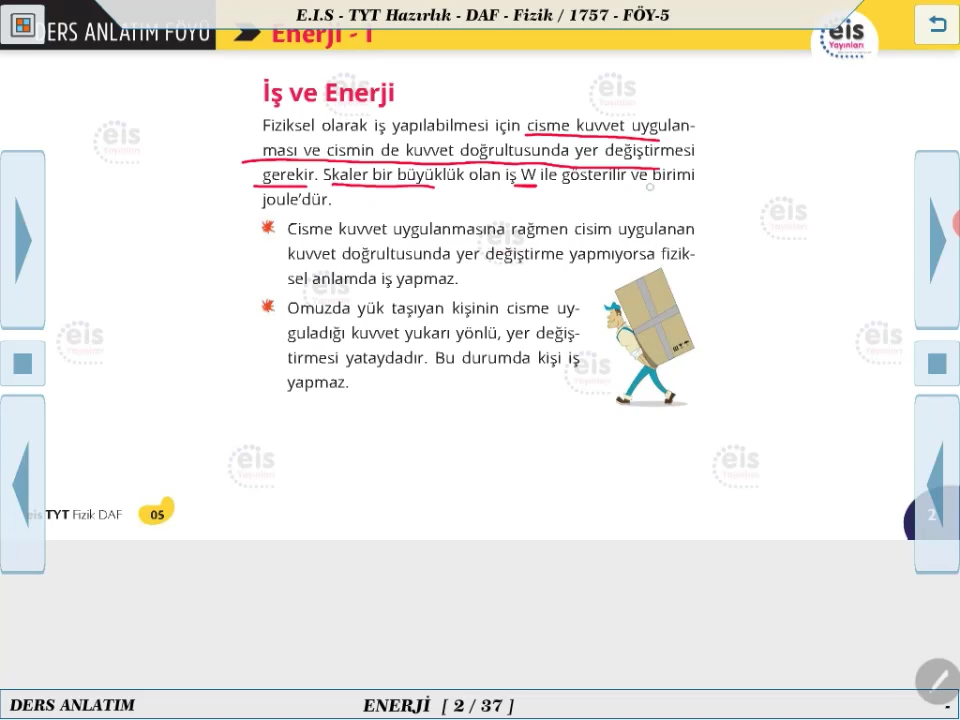 E.I.S - TYT Hazırlık - DAF - Fizik / 1757 - FÖY-5
DERS ANLATIM FÖYÜ
Enerji - I
eis
Yayınları
İş ve Enerji
Fiziksel olarak iş yapılabilmesi için cisme kuvvet uygulan-
ması ve cismin de kuvvet doğrultusunda yer değiştirmesi
gerekir. Skaler bir büyüklük olan iş W ile gösterilir ve birimi
joule’dür.
Cisme kuvvet uygulanmasına rağmen cisim uygulanan
kuvvet doğrultusunda yer değiştirme yapmıyorsa fizik-
sel anlamda iş yapmaz.
Omuzda yük taşıyan kişinin cisme uy-
guladığı kuvvet yukarı yönlü, yer değiş-
tirmesi yataydadır. Bu durumda kişi iş
yapmaz.
eis TYT Fizik DAF 05
2
DERS ANLATIM
ENERJİ [ 2 / 37 ]
-